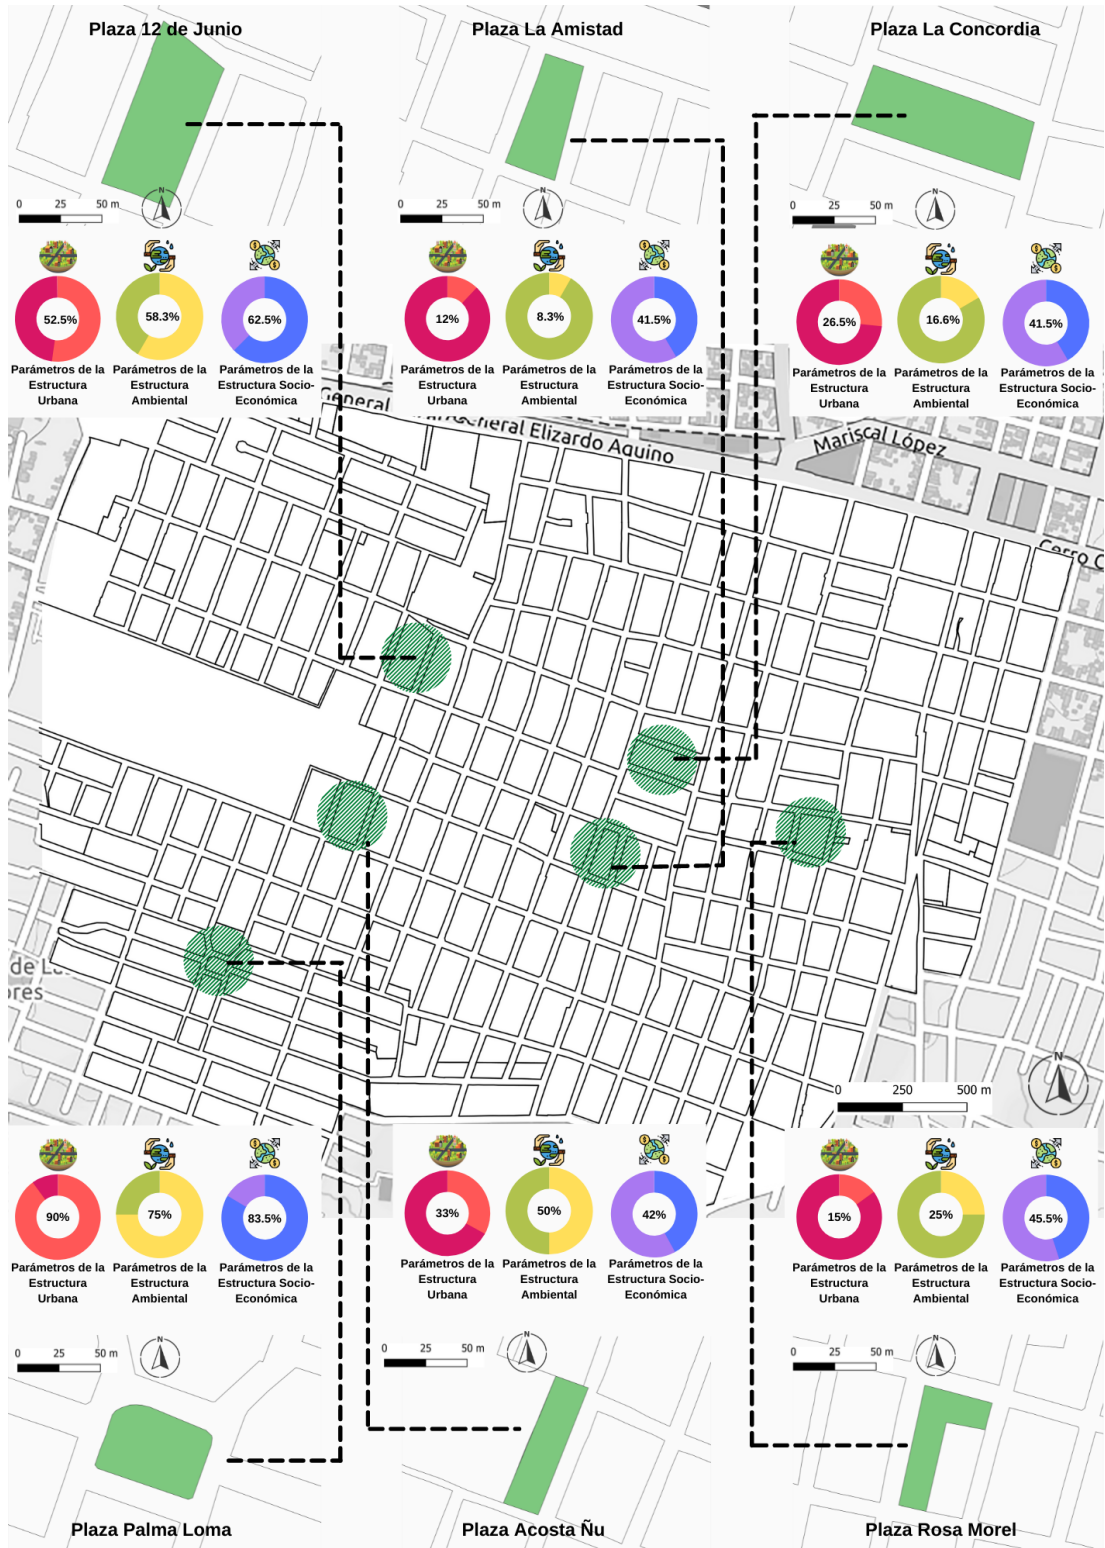 Plaza 12 de Junio
Plaza La Amistad
Plaza La Concordia
N
0 25 50 m
N
0 25 50 m
N
0 25 50 m
52.5%
58.3%
62.5%
Parámetros de la
Estructura
Urbana
Parámetros de la
Estructura
Ambiental
Parámetros de la
Estructura Socio-
Económica
12%
8.3%
41.5%
Parámetros de la
Estructura
Urbana
Parámetros de la
Estructura
Ambiental
Parámetros de la
Estructura Socio-
Económica
26.5%
16.6%
41.5%
Parámetros de la
Estructura
Urbana
Parámetros de la
Estructura
Ambiental
Parámetros de la
Estructura Socio-
Económica
General
General Elizardo Aquino
Mariscal López
Cerro C
de La
ores
N
0 250 500 m
90%
75%
83.5%
Parámetros de la
Estructura
Urbana
Parámetros de la
Estructura
Ambiental
Parámetros de la
Estructura Socio-
Económica
33%
50%
42%
Parámetros de la
Estructura
Urbana
Parámetros de la
Estructura
Ambiental
Parámetros de la
Estructura Socio-
Económica
15%
25%
45.5%
Parámetros de la
Estructura
Urbana
Parámetros de la
Estructura
Ambiental
Parámetros de la
Estructura Socio-
Económica
N
0 25 50 m
N
0 25 50 m
N
0 25 50 m
Plaza Palma Loma
Plaza Acosta Ñu
Plaza Rosa Morel